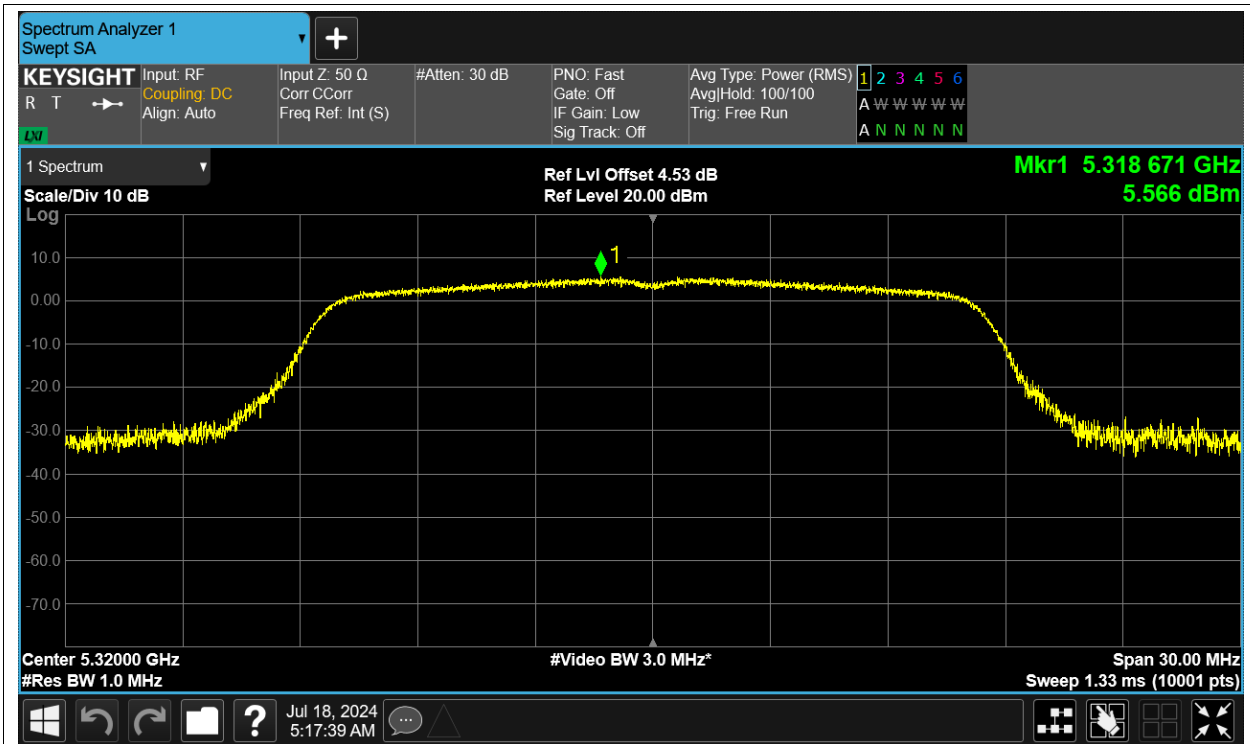 Spectrum Analyzer 1
Swept SA
KEYSIGHT
R T
LXI
Input: RF
Coupling: DC
Align: Auto
Input Z: 50 Ω
Corr CCorr
Freq Ref: Int (S)
#Atten: 30 dB
PNO: Fast
Gate: Off
IF Gain: Low
Sig Track: Off
Avg Type: Power (RMS)
Avg|Hold: 100/100
Trig: Free Run
1 2 3 4 5 6
A W W W W W
A N N N N N
1 Spectrum
Scale/Div 10 dB
Ref Lvl Offset 4.53 dB
Ref Level 20.00 dBm
Mkr1 5.318 671 GHz
5.566 dBm
Log
1
10.0
0.00
-10.0
-20.0
-30.0
-40.0
-50.0
-60.0
-70.0
Center 5.32000 GHz
#Res BW 1.0 MHz
#Video BW 3.0 MHz*
Span 30.00 MHz
Sweep 1.33 ms (10001 pts)
?
Jul 18, 2024
5:17:39 AM